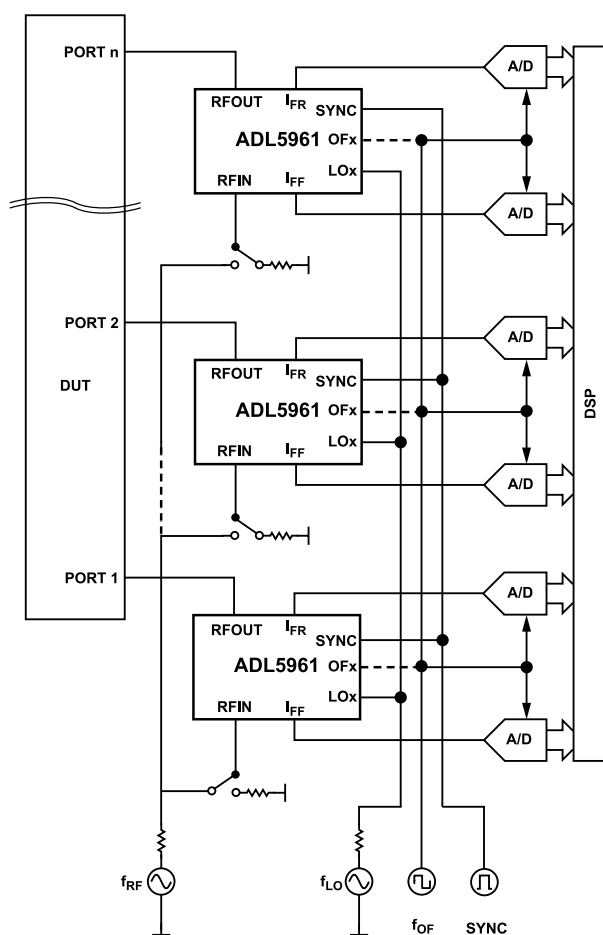 PORT n
A/D
RFOUT IFR
SYNC
ADL5961
OFx
LOx
RFIN IFF
A/D
PORT 2
A/D
RFOUT IFR
SYNC
DUT
ADL5961
OFx
DSP
LOx
RFIN IFF
A/D
PORT 1
A/D
RFOUT IFR
SYNC
ADL5961
OFx
LOx
RFIN IFF
A/D
fRF
fLO
fOF
SYNC